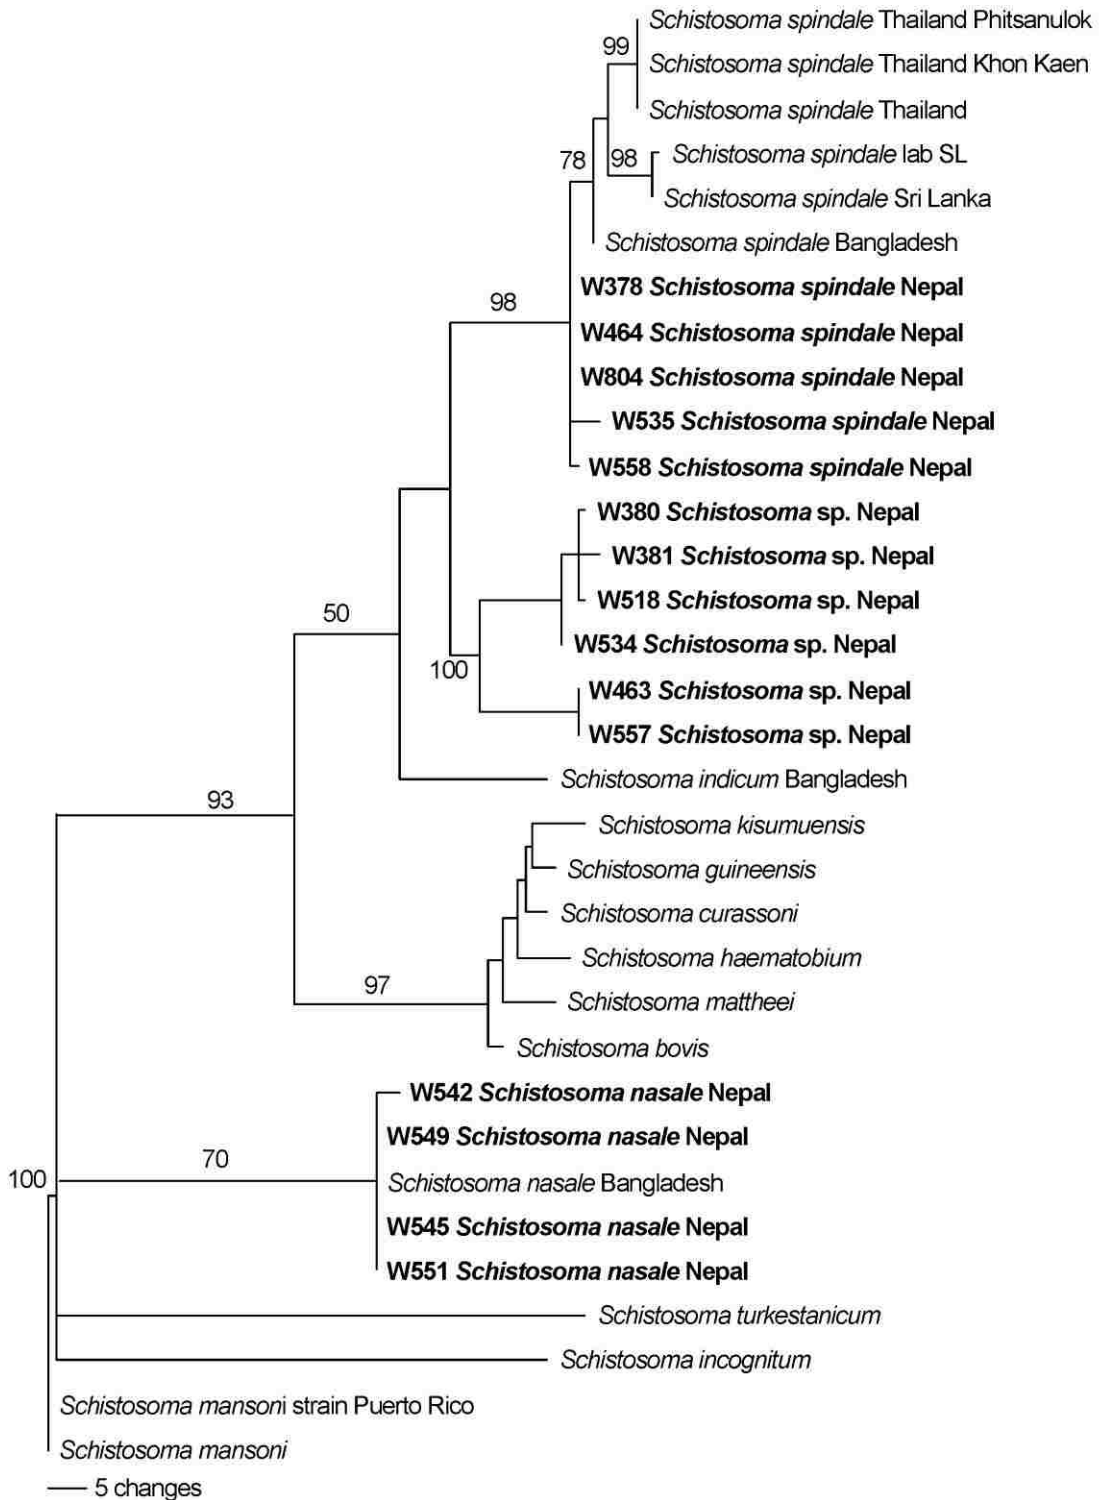 Schistosoma spindale Thailand Phitsanulok
99
Schistosoma spindale Thailand Khon Kaen
Schistosoma spindale Thailand
78
98
Schistosoma spindale lab SL
Schistosoma spindale Sri Lanka
Schistosoma spindale Bangladesh
W378 Schistosoma spindale Nepal
98
W464 Schistosoma spindale Nepal
W804 Schistosoma spindale Nepal
W535 Schistosoma spindale Nepal
W558 Schistosoma spindale Nepal
W380 Schistosoma sp. Nepal
W381 Schistosoma sp. Nepal
W518 Schistosoma sp. Nepal
50
W534 Schistosoma sp. Nepal
100
W463 Schistosoma sp. Nepal
W557 Schistosoma sp. Nepal
Schistosoma indicum Bangladesh
93
Schistosoma kisumuensis
Schistosoma guineensis
Schistosoma curassoni
Schistosoma haematobium
97
Schistosoma mattheei
Schistosoma bovis
W542 Schistosoma nasale Nepal
W549 Schistosoma nasale Nepal
70
100
Schistosoma nasale Bangladesh
W545 Schistosoma nasale Nepal
W551 Schistosoma nasale Nepal
Schistosoma turkestanicum
Schistosoma incognitum
Schistosoma mansoni strain Puerto Rico
Schistosoma mansoni
5 changes